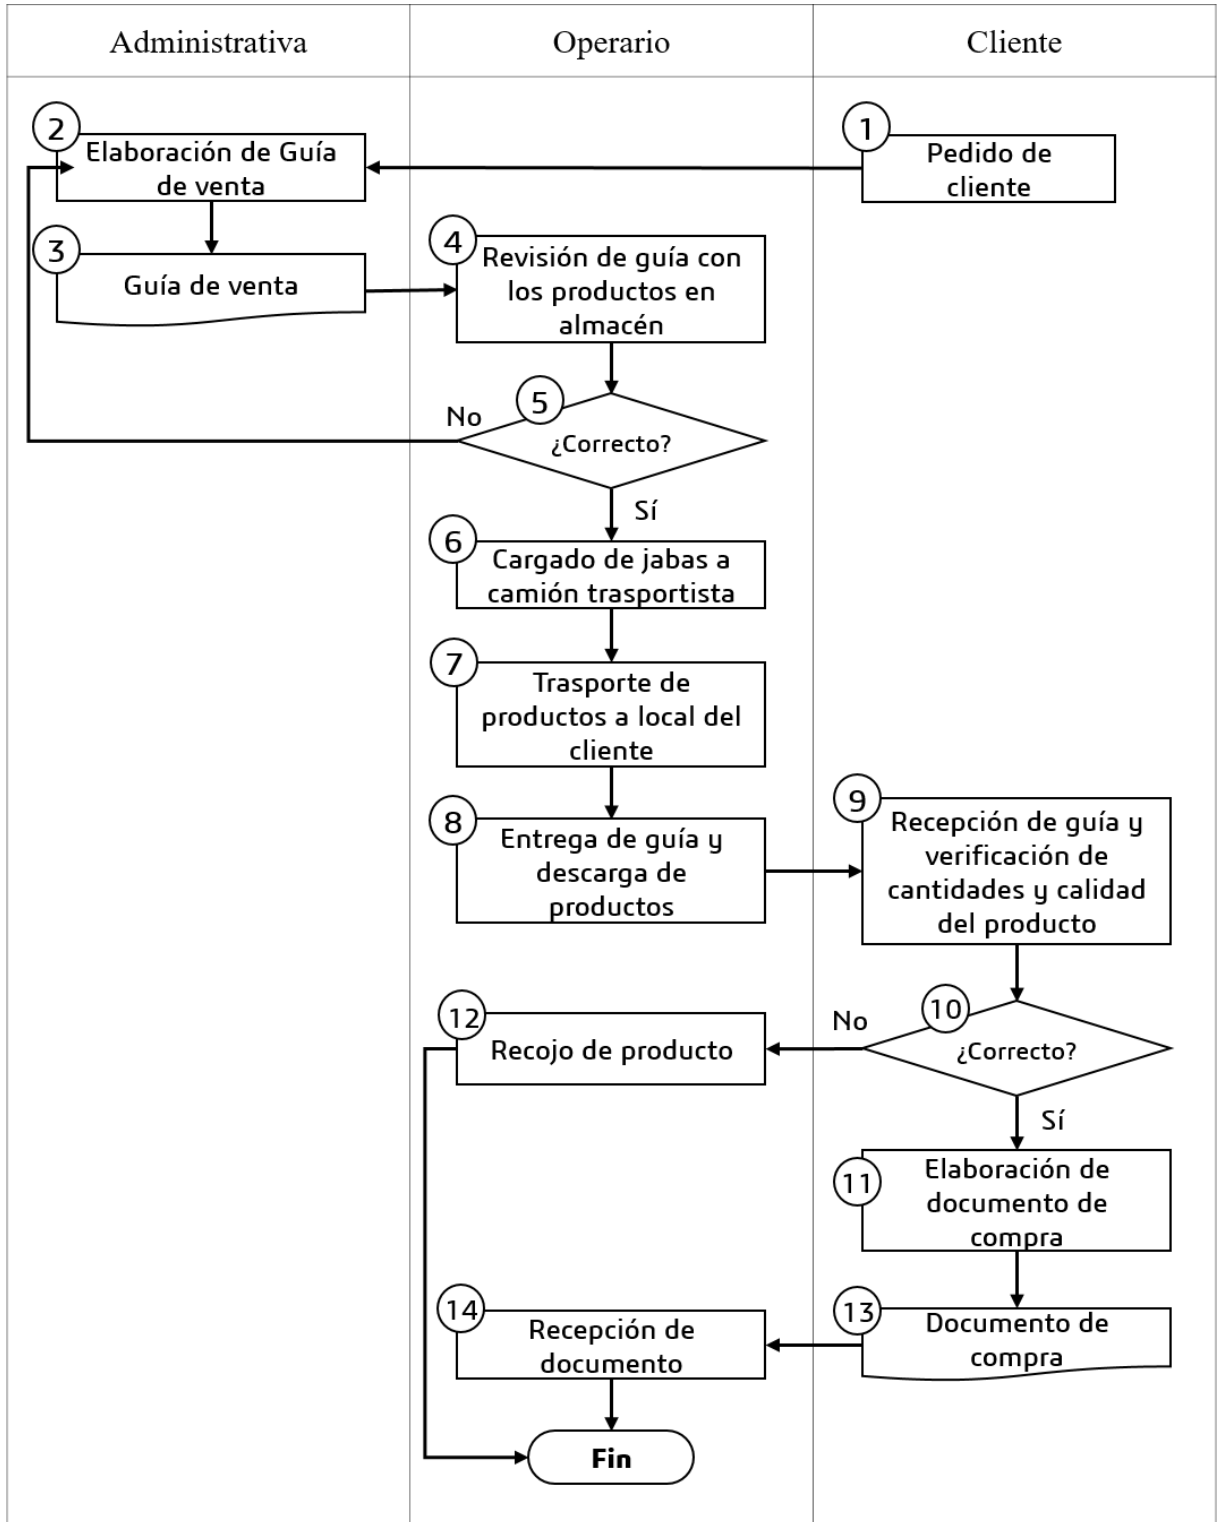 Administrativa
Operario
Cliente
1
Pedido de
cliente
2
Elaboración de Guía
de venta
3
Guía de venta
4
Revisión de guía con
los productos en
almacén
5
¿Correcto?
No
Sí
6
Cargado de jabas a
camión trasportista
7
Trasporte de
productos a local del
cliente
8
Entrega de guía y
descarga de
productos
9
Recepción de guía y
verificación de
cantidades y calidad
del producto
10
¿Correcto?
No
Sí
12
Recojo de producto
11
Elaboración de
documento de
compra
13
Documento de
compra
14
Recepción de
documento
Fin